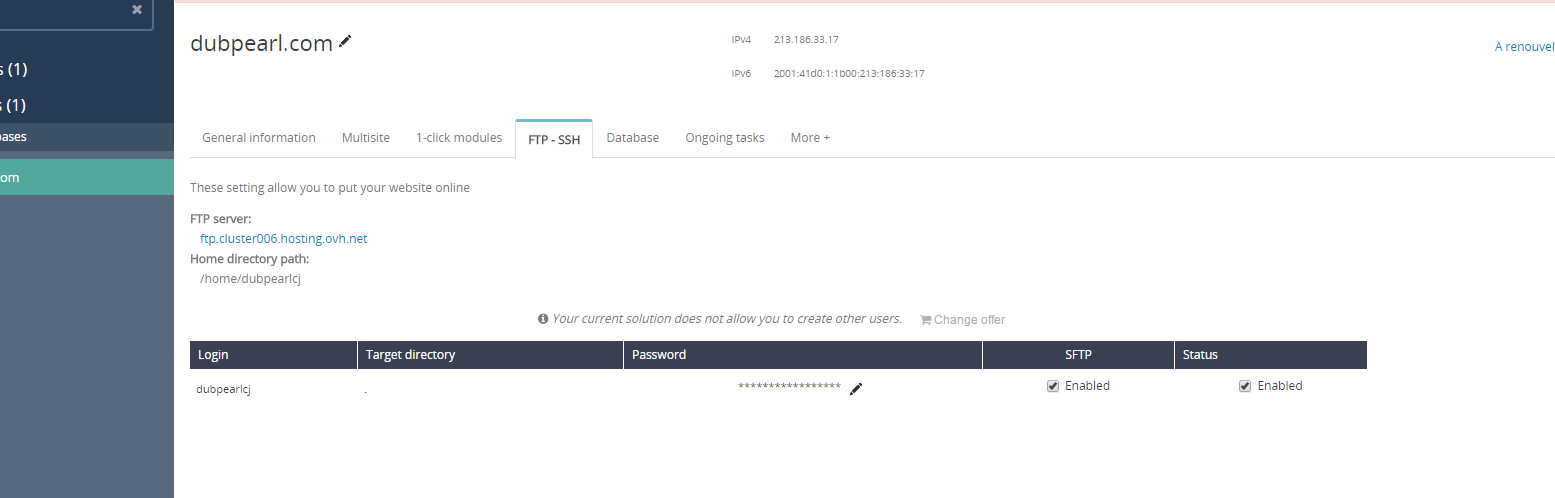 s (1)
s (1)
bases
om
dubpearl.com
IPv4 213.186.33.17
IPv6 2001:41d0:1:1b00:213:186:33:17
À renouvel
General information Multisite 1-click modules FTP - SSH Database Ongoing tasks More +
These setting allow you to put your website online
FTP server:
ftp.cluster006.hosting.ovh.net
Home directory path:
/home/dubpearlcj
Your current solution does not allow you to create other users. Change offer
Login Target directory Password SFTP Status
dubpearlcj . ***************** Enabled Enabled